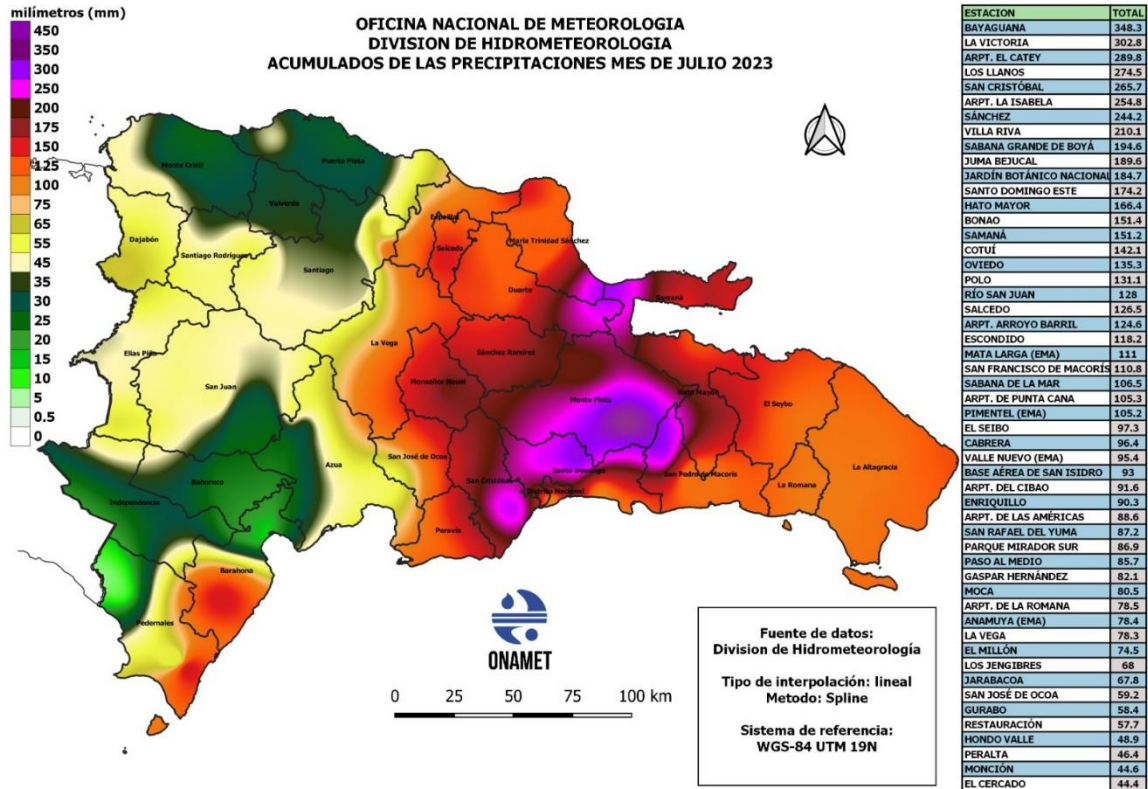 milímetros (mm)
450
350
300
250
200
175
150
125
100
75
65
55
45
35
30
25
20
15
10
5
0.5
0
OFICINA NACIONAL DE METEOROLOGIA
DIVISION DE HIDROMETEOROLOGIA
ACUMULADOS DE LAS PRECIPITACIONES MES DE JULIO 2023
Monte Cristi
Puerto Plata
Valverde
Dajabón
Santiago Rodríguez
Santiago
Espaillat
Salcedo
María Trinidad Sánchez
Duarte
Samaná
La Vega
Sánchez Ramírez
Elías Piña
San Juan
Monseñor Nouel
Monte Plata
Hato Mayor
El Seybo
Azua
San José de Ocoa
San Cristóbal
Santo Domingo
Distrito Nacional
San Pedro de Macorís
La Romana
La Altagracia
Bahoruco
Independencia
Peravia
Barahona
Pedernales
ONAMET
0 25 50 75 100 km
Fuente de datos:
Division de Hidrometeorología
Tipo de interpolación: lineal
Metodo: Spline
Sistema de referencia:
WGS-84 UTM 19N
ESTACION TOTAL
BAYAGUANA 348.3
LA VICTORIA 302.8
ARPT. EL CATEY 289.8
LOS LLANOS 274.5
SAN CRISTÓBAL 265.7
ARPT. LA ISABELA 254.8
SÁNCHEZ 244.2
VILLA RIVA 210.1
SABANA GRANDE DE BOYÁ 194.6
JUMA BEJUCAL 189.6
JARDÍN BOTÁNICO NACIONAL 184.7
SANTO DOMINGO ESTE 174.2
HATO MAYOR 166.4
BONAO 151.4
SAMANÁ 151.2
COTUÍ 142.1
OVIEDO 135.3
POLO 131.1
RÍO SAN JUAN 128
SALCEDO 126.5
ARPT. ARROYO BARRIL 124.6
ESCONDIDO 118.2
MATA LARGA (EMA) 111
SAN FRANCISCO DE MACORÍS 110.8
SABANA DE LA MAR 106.5
ARPT. DE PUNTA CANA 105.3
PIMENTEL (EMA) 105.2
EL SEIBO 97.3
CABRERA 96.4
VALLE NUEVO (EMA) 95.4
BASE AÉREA DE SAN ISIDRO 93
ARPT. DEL CIBAO 91.6
ENRIQUILLO 90.3
ARPT. DE LAS AMÉRICAS 88.6
SAN RAFAEL DEL YUMA 87.2
PARQUE MIRADOR SUR 86.9
PASO AL MEDIO 85.7
GASPAR HERNÁNDEZ 82.1
MOCA 80.5
ARPT. DE LA ROMANA 78.5
ANAMUYA (EMA) 78.4
LA VEGA 78.3
EL MILLÓN 74.5
LOS JENGIBRES 68
JARABACOA 67.8
SAN JOSÉ DE OCOA 59.2
GURABO 58.4
RESTAURACIÓN 57.7
HONDO VALLE 48.9
PERALTA 46.4
MONCIÓN 44.6
EL CERCADO 44.4